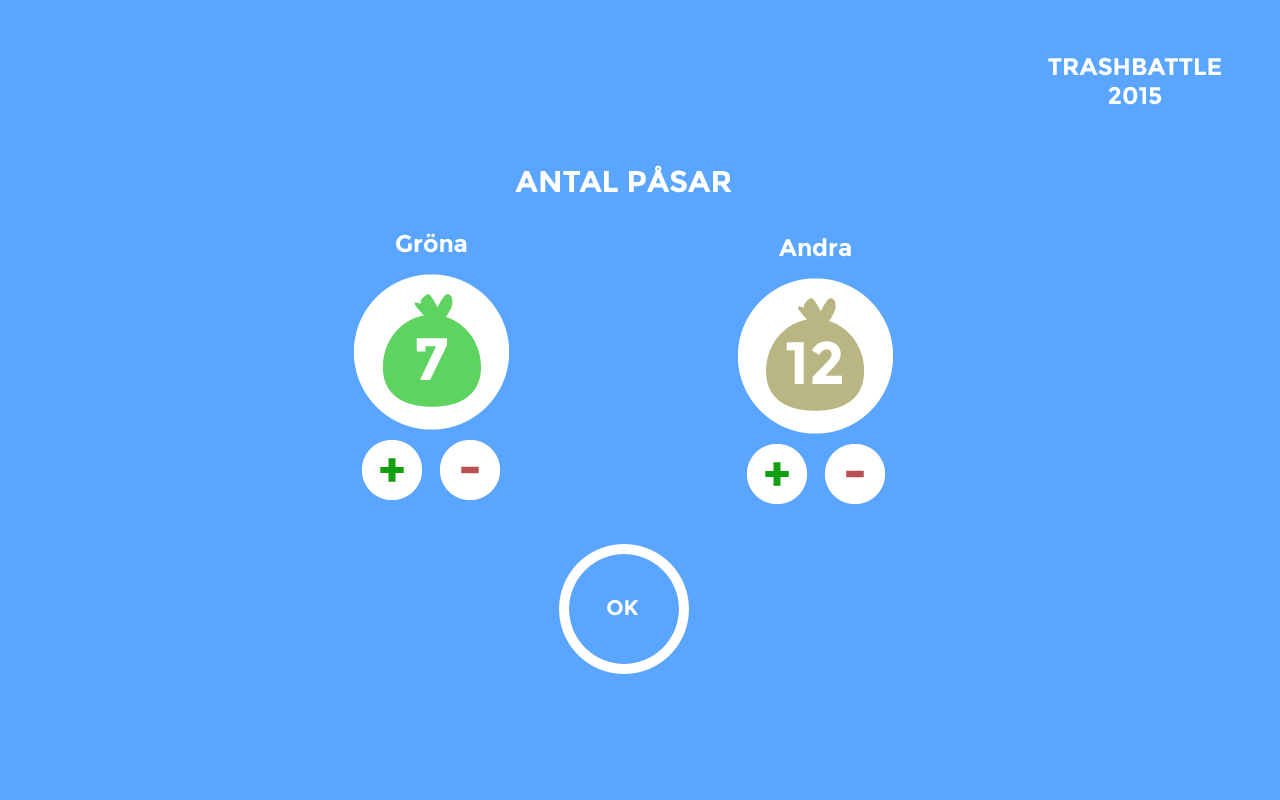 TRASHBATTLE
2015
ANTAL PÅSAR
Gröna
Andra
7
12
+ -
+ -
OK